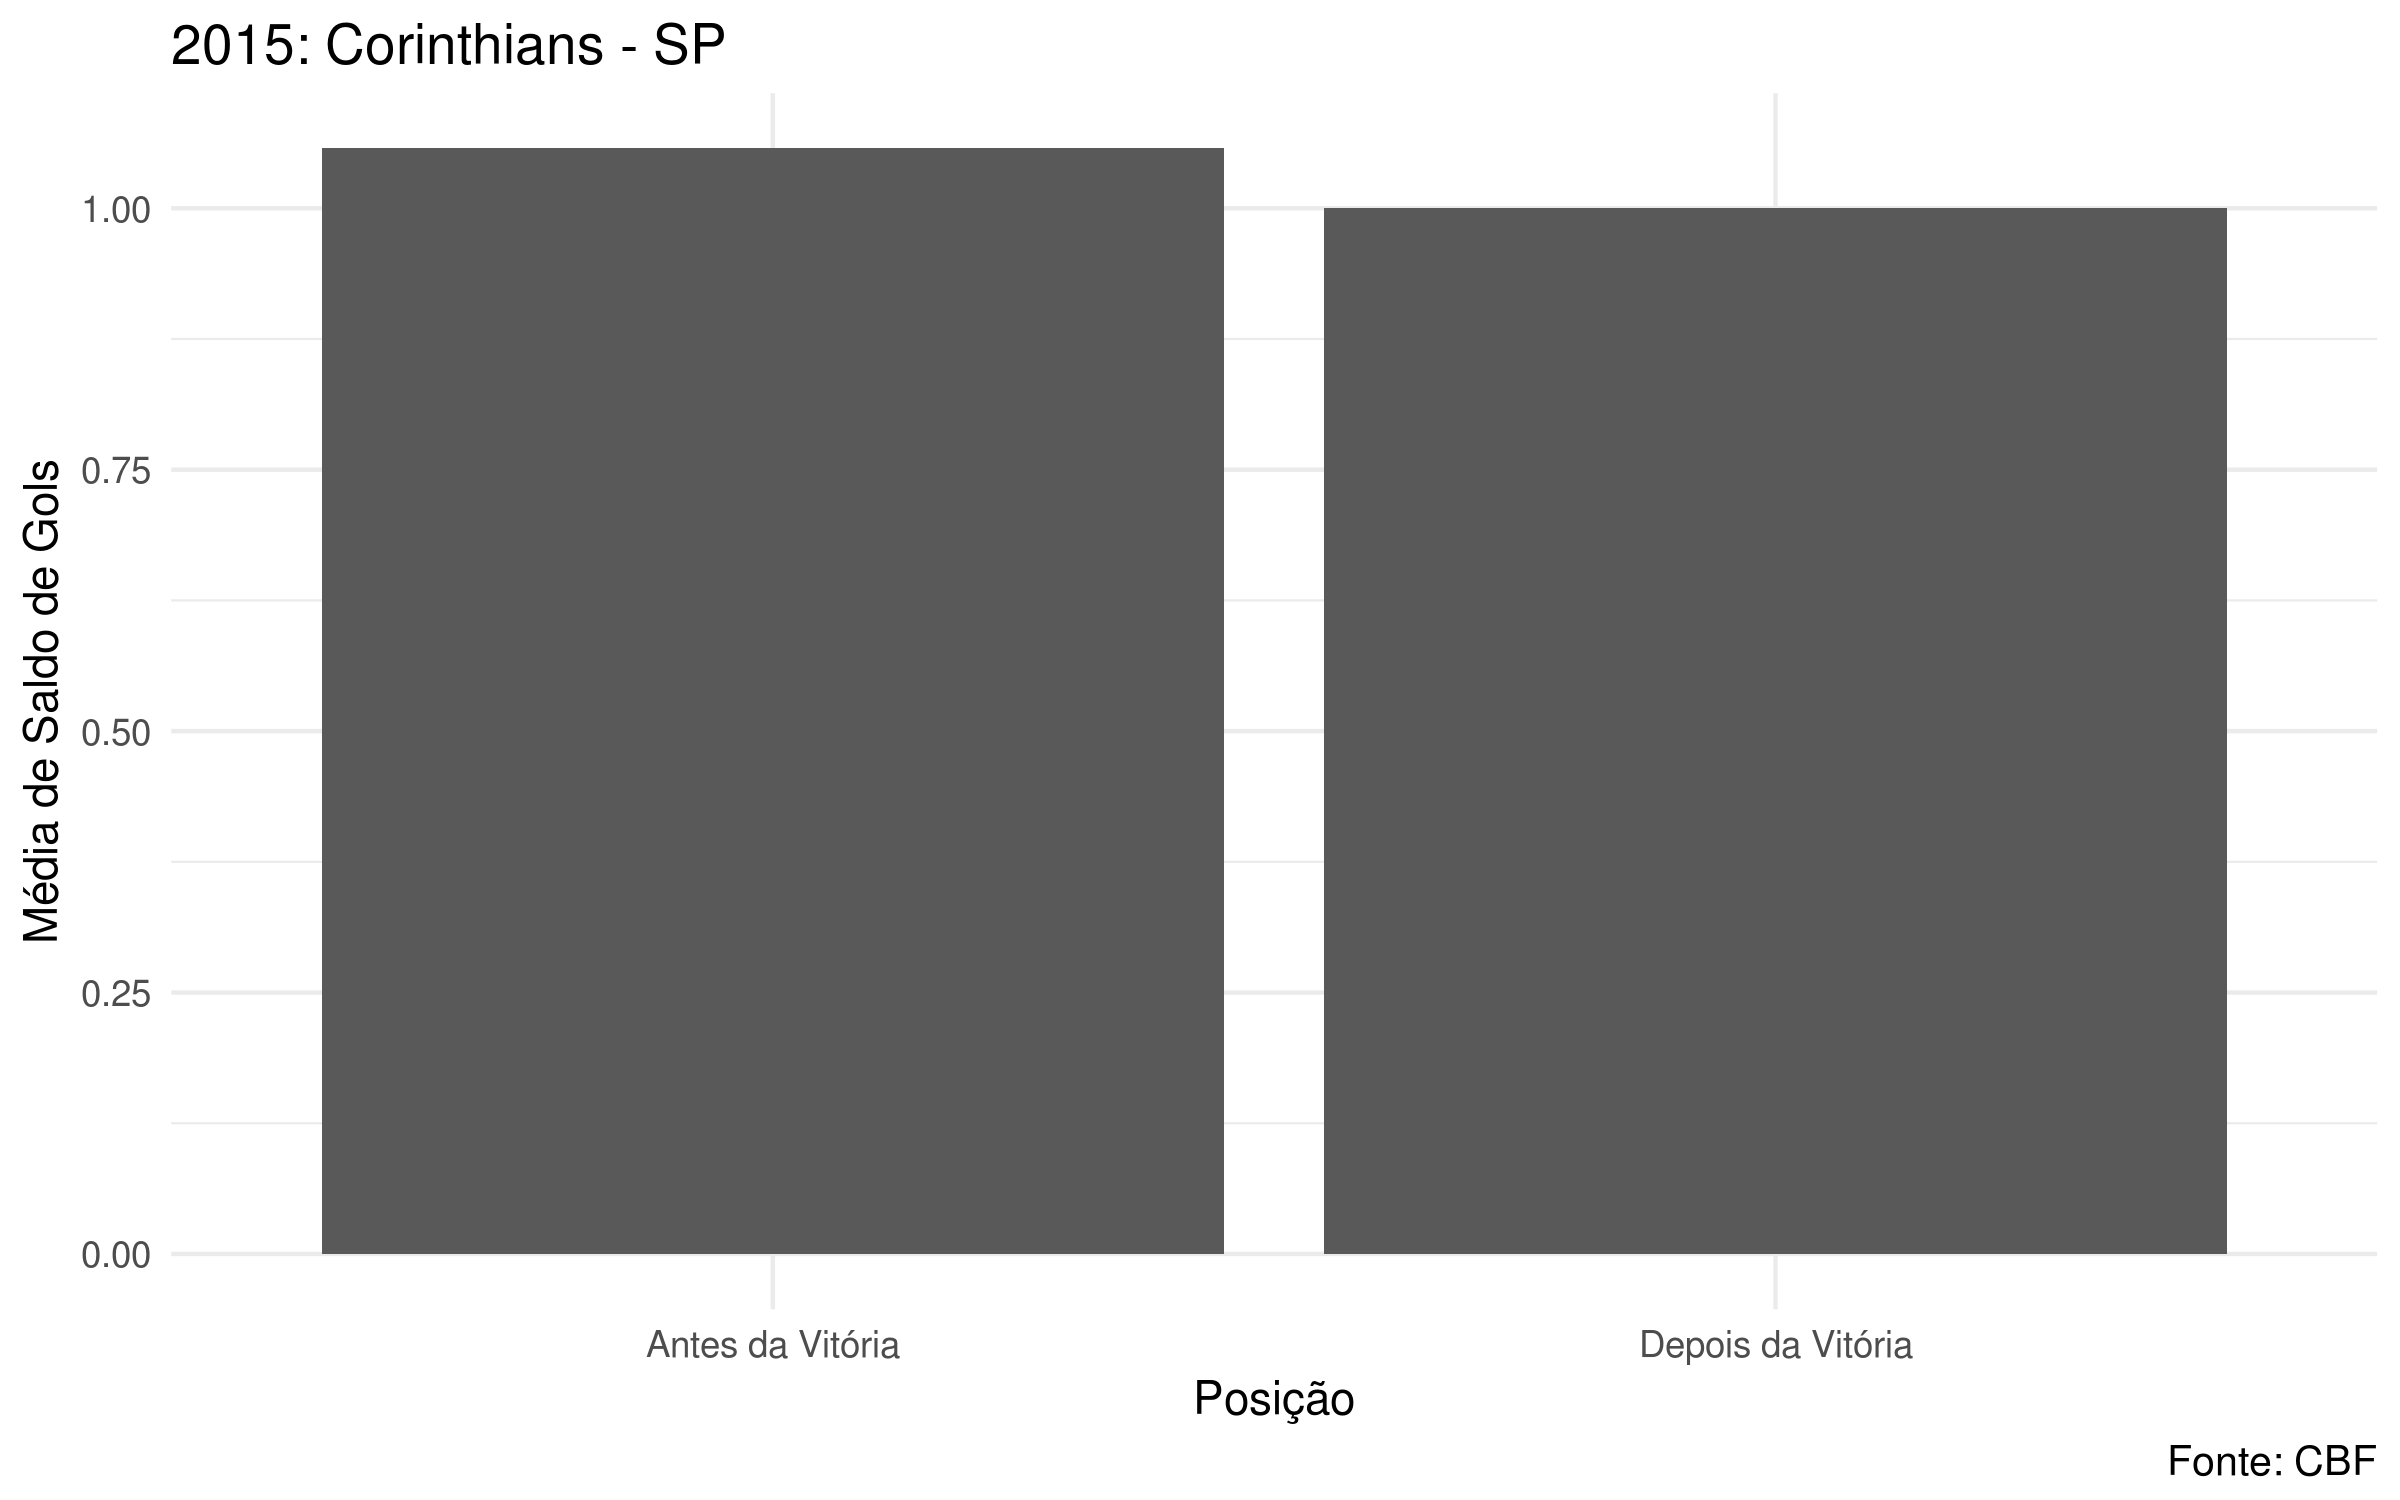 2015: Corinthians - SP
Média de Saldo de Gols
1.00
0.75
0.50
0.25
0.00
Antes da Vitória
Depois da Vitória
Posição
Fonte: CBF